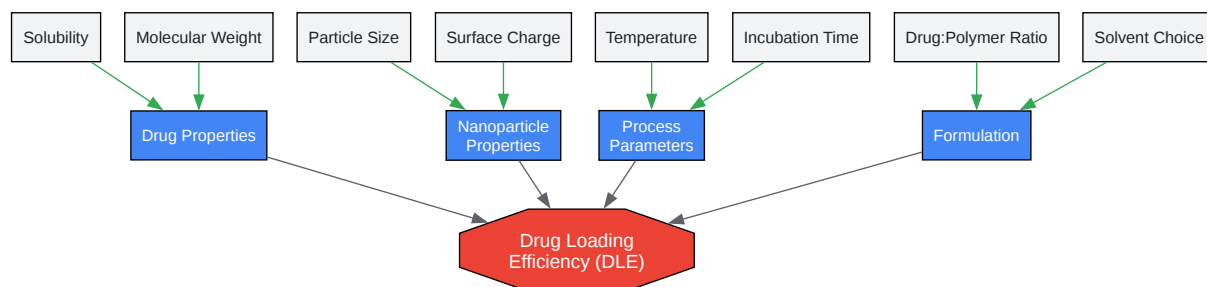 Solubility
Molecular Weight
Particle Size
Surface Charge
Temperature
Incubation Time
Drug:Polymer Ratio
Solvent Choice
Drug Properties
Nanoparticle
Properties
Process
Parameters
Formulation
Drug Loading
Efficiency (DLE)